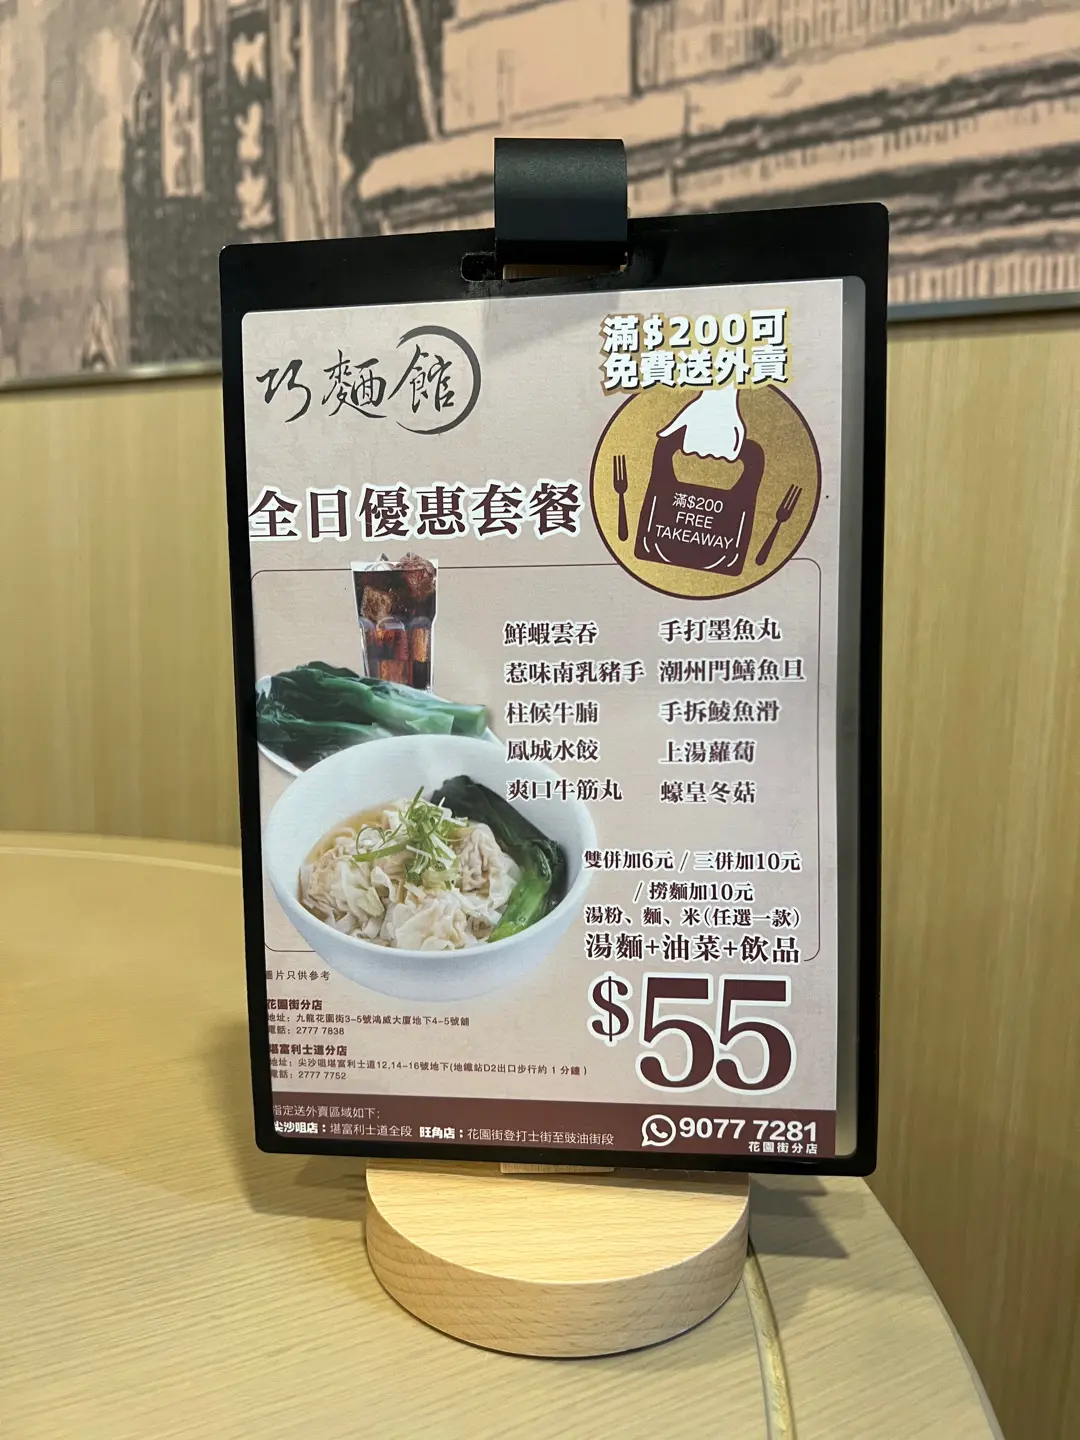 巧麵館
滿$200可
免費送外賣
滿$200
FREE
TAKEAWAY
全日優惠套餐
鮮蝦雲吞
惹味南乳豬手
柱候牛腩
鳳城水餃
爽口牛筋丸
手打墨魚丸
潮州門鱔魚旦
手拆鯪魚滑
上湯蘿蔔
蠔皇冬菇
雙併加6元 / 三併加10元
/ 撈麵加10元
湯粉、麵、米(任選一款)
湯麵+油菜+飲品
$55
圖片只供參考
花園街分店
地址：九龍花園街3-5號鴻威大廈地下4-5號舖
電話：2777 7838
堪富利士道分店
地址：尖沙咀堪富利士道12,14-16號地下(地鐵站D2出口步行約 1 分鐘)
電話：2777 7752
指定送外賣區域如下:
尖沙咀店：堪富利士道全段 旺角店：花園街登打士街至豉油街段
9077 7281
花園街分店